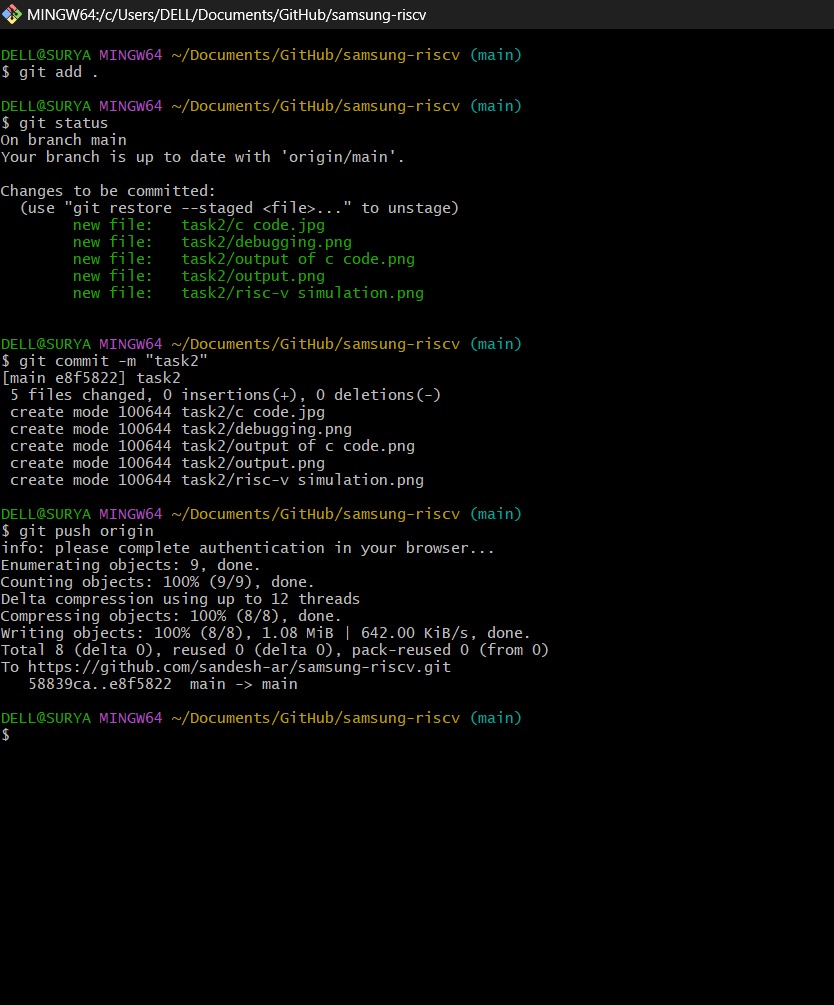 MINGW64:/c/Users/DELL/Documents/GitHub/samsung-riscv
DELL@SURYA MINGW64 ~/Documents/GitHub/samsung-riscv (main)
$ git add .
DELL@SURYA MINGW64 ~/Documents/GitHub/samsung-riscv (main)
$ git status
On branch main
Your branch is up to date with 'origin/main'.
Changes to be committed:
  (use "git restore --staged <file>..." to unstage)
        new file:   task2/c code.jpg
        new file:   task2/debugging.png
        new file:   task2/output of c code.png
        new file:   task2/output.png
        new file:   task2/risc-v simulation.png
DELL@SURYA MINGW64 ~/Documents/GitHub/samsung-riscv (main)
$ git commit -m "task2"
[main e8f5822] task2
 5 files changed, 0 insertions(+), 0 deletions(-)
 create mode 100644 task2/c code.jpg
 create mode 100644 task2/debugging.png
 create mode 100644 task2/output of c code.png
 create mode 100644 task2/output.png
 create mode 100644 task2/risc-v simulation.png
DELL@SURYA MINGW64 ~/Documents/GitHub/samsung-riscv (main)
$ git push origin
info: please complete authentication in your browser...
Enumerating objects: 9, done.
Counting objects: 100% (9/9), done.
Delta compression using up to 12 threads
Compressing objects: 100% (8/8), done.
Writing objects: 100% (8/8), 1.08 MiB | 642.00 KiB/s, done.
Total 8 (delta 0), reused 0 (delta 0), pack-reused 0 (from 0)
To https://github.com/sandesh-ar/samsung-riscv.git
   58839ca..e8f5822  main -> main
DELL@SURYA MINGW64 ~/Documents/GitHub/samsung-riscv (main)
$